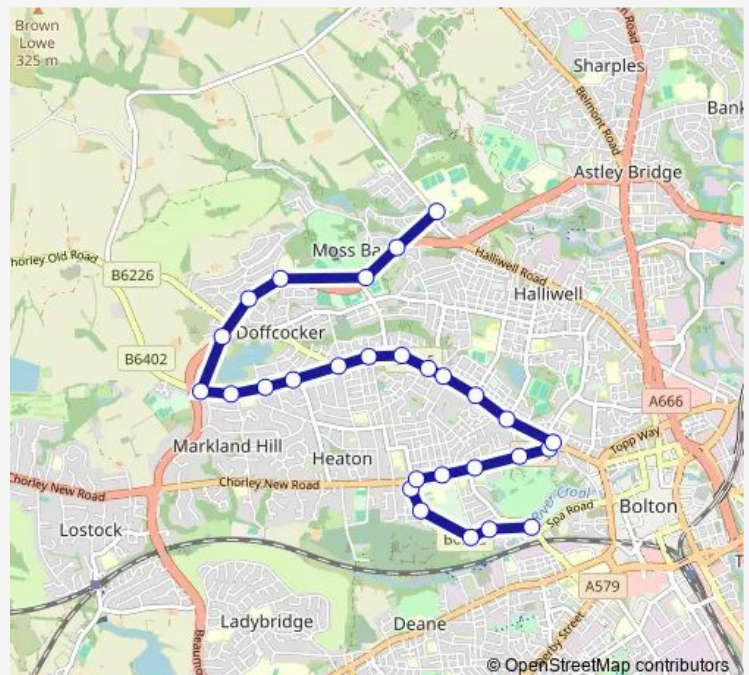 Brown
Lowe
325 m
Sharples
Belmont Road
Astley Bridge
Moss Ba
Chorley Old Road
B6226
Halliwell Road
Halliwell
Doffcocker
B6402
A666
Markland Hill
Topp Way
Heaton
Chorley New Road
Chorley New Road
River Croal
Bolton
Spa Road
Lostock
A579
Ladybridge
Deane
© OpenStreetMap contributors